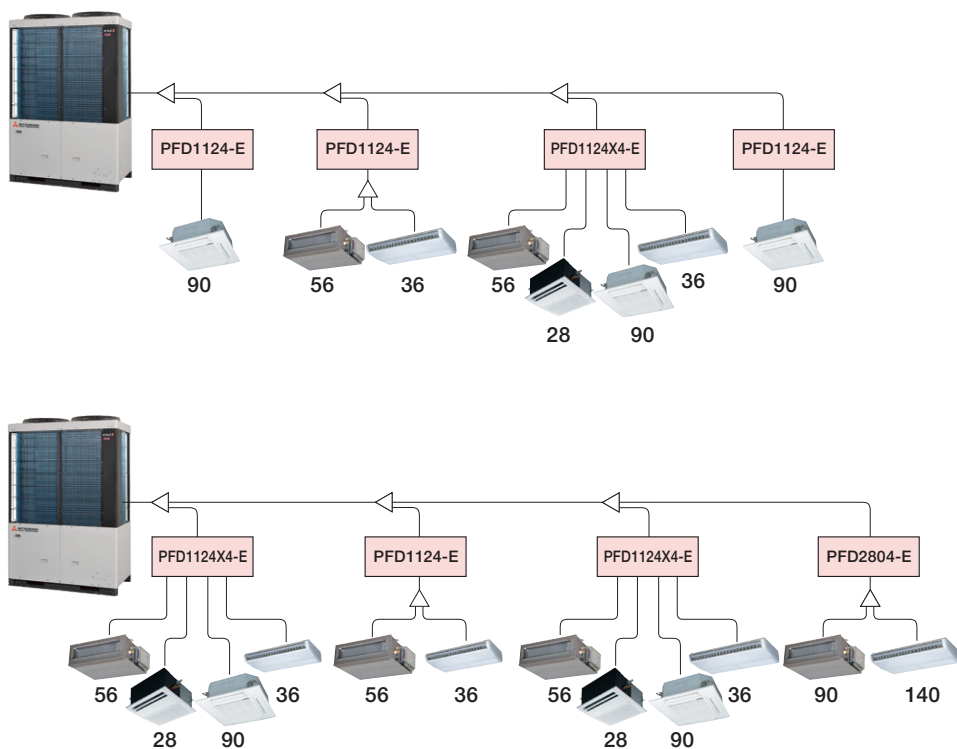 PFD1124-E PFD1124-E PFD1124X4-E PFD1124-E
90 56 36 56 36 90
28 90
PFD1124X4-E PFD1124-E PFD1124X4-E PFD2804-E
56 36 56 36 56 36 90 140
28 90 28 90